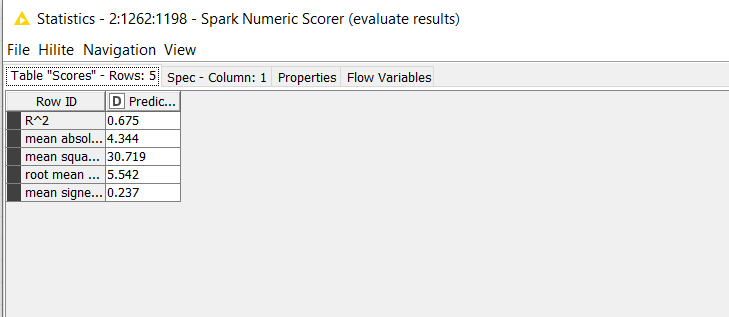 Statistics - 2:1262:1198 - Spark Numeric Scorer (evaluate results)
File Hilite Navigation View
Table "Scores" - Rows: 5 Spec - Column: 1 Properties Flow Variables
Row ID D Predic...
R^2 0.675
mean absol... 4.344
mean squa... 30.719
root mean ... 5.542
mean signe... 0.237